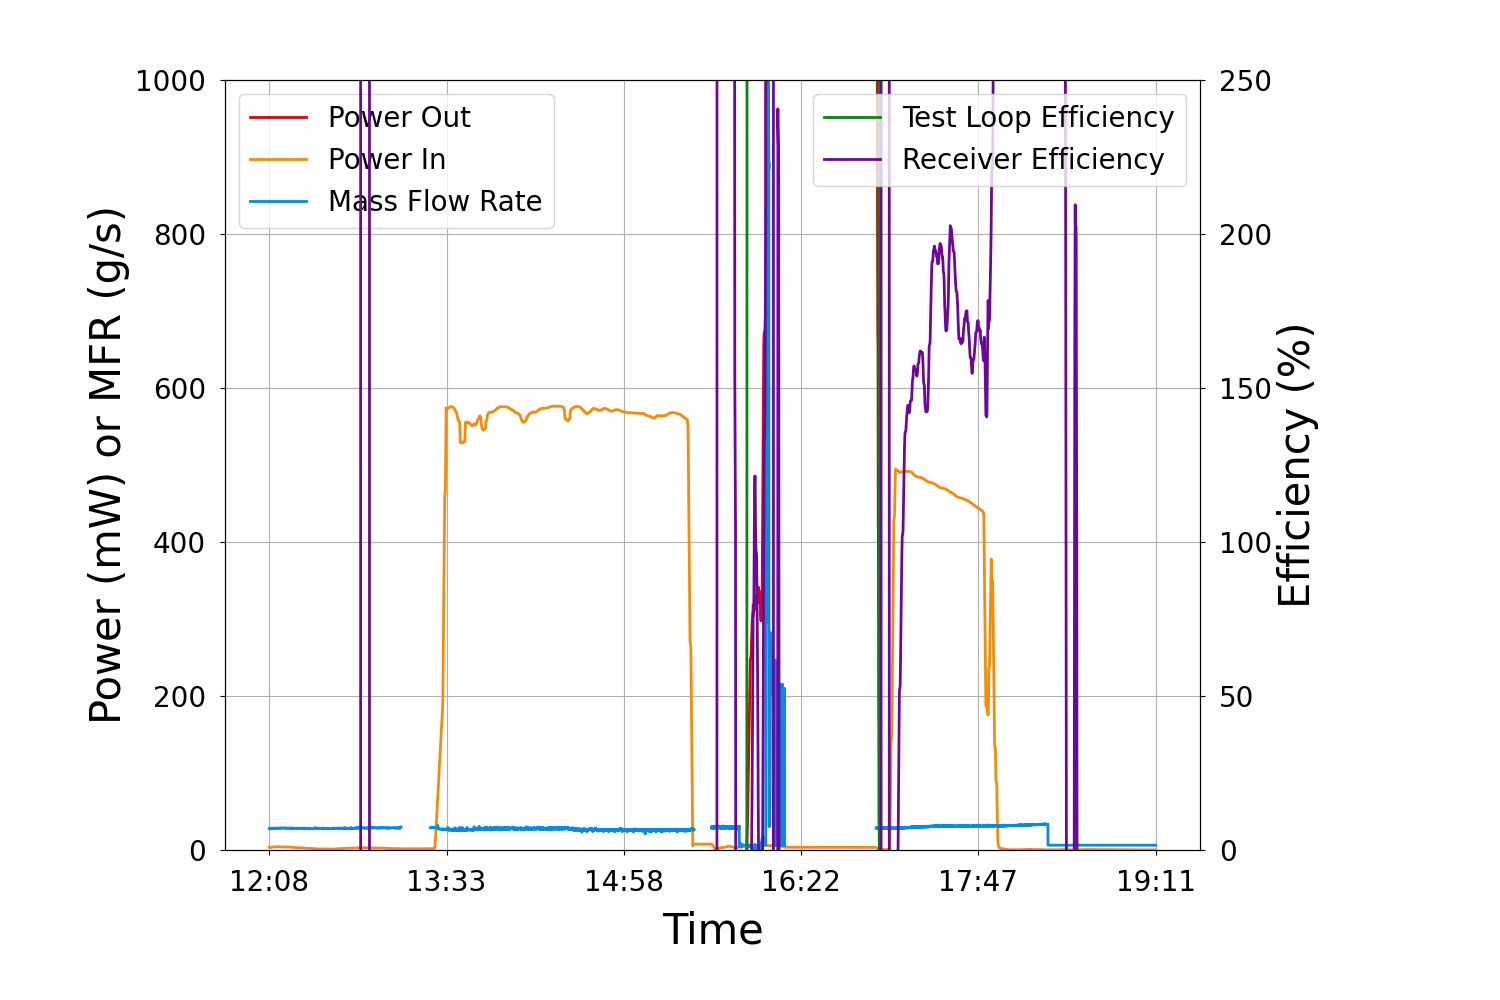 1000
800
600
400
200
0
Power (mW) or MFR (g/s)
Power Out
Power In
Mass Flow Rate
Test Loop Efficiency
Receiver Efficiency
250
200
150
100
50
0
Efficiency (%)
12:08 13:33 14:58 16:22 17:47 19:11
Time